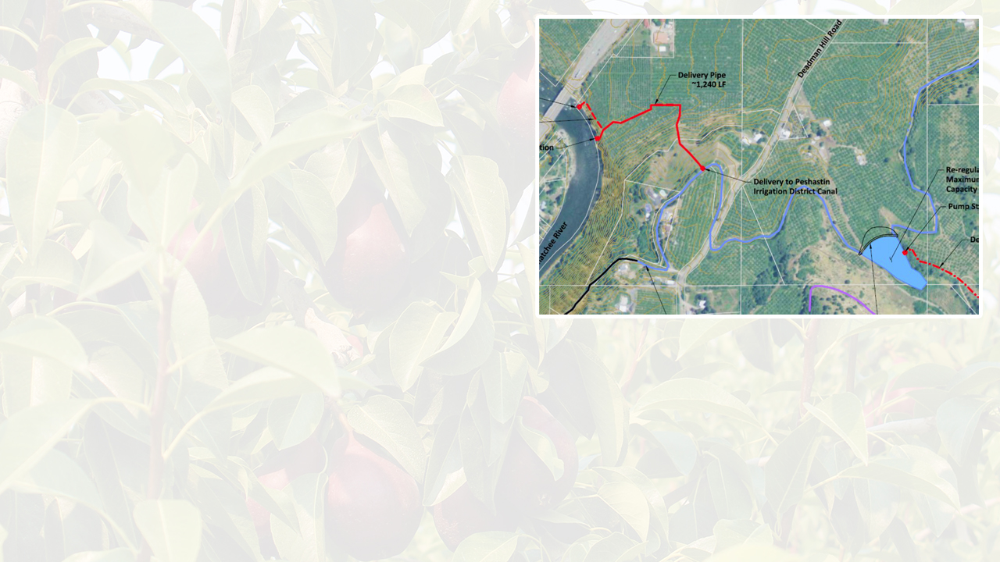 Deadman Hill Road
Delivery Pipe
~1,240 LF
tion
Delivery to Peshastin
Irrigation District Canal
Re-regula
Maximum
Capacity
Pump St
De
atchee River